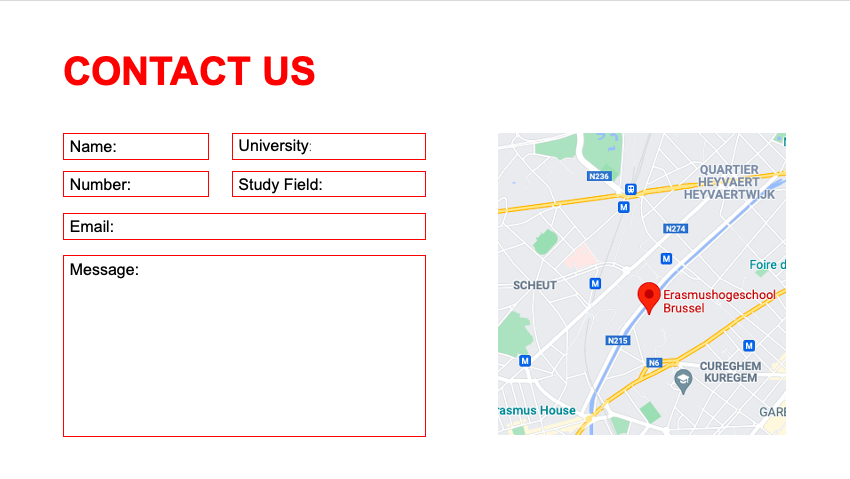 CONTACT US
Name:
University:
Number:
Study Field:
Email:
Message:
N236
QUARTIER
HEYVAERT
HEYVAERTWIJK
M
N274
M
Foire d
SCHEUT
M
Erasmushogeschool
Brussel
N215
M
M
N6
CUREGHEM
KUREGEM
rasmus House
GARE